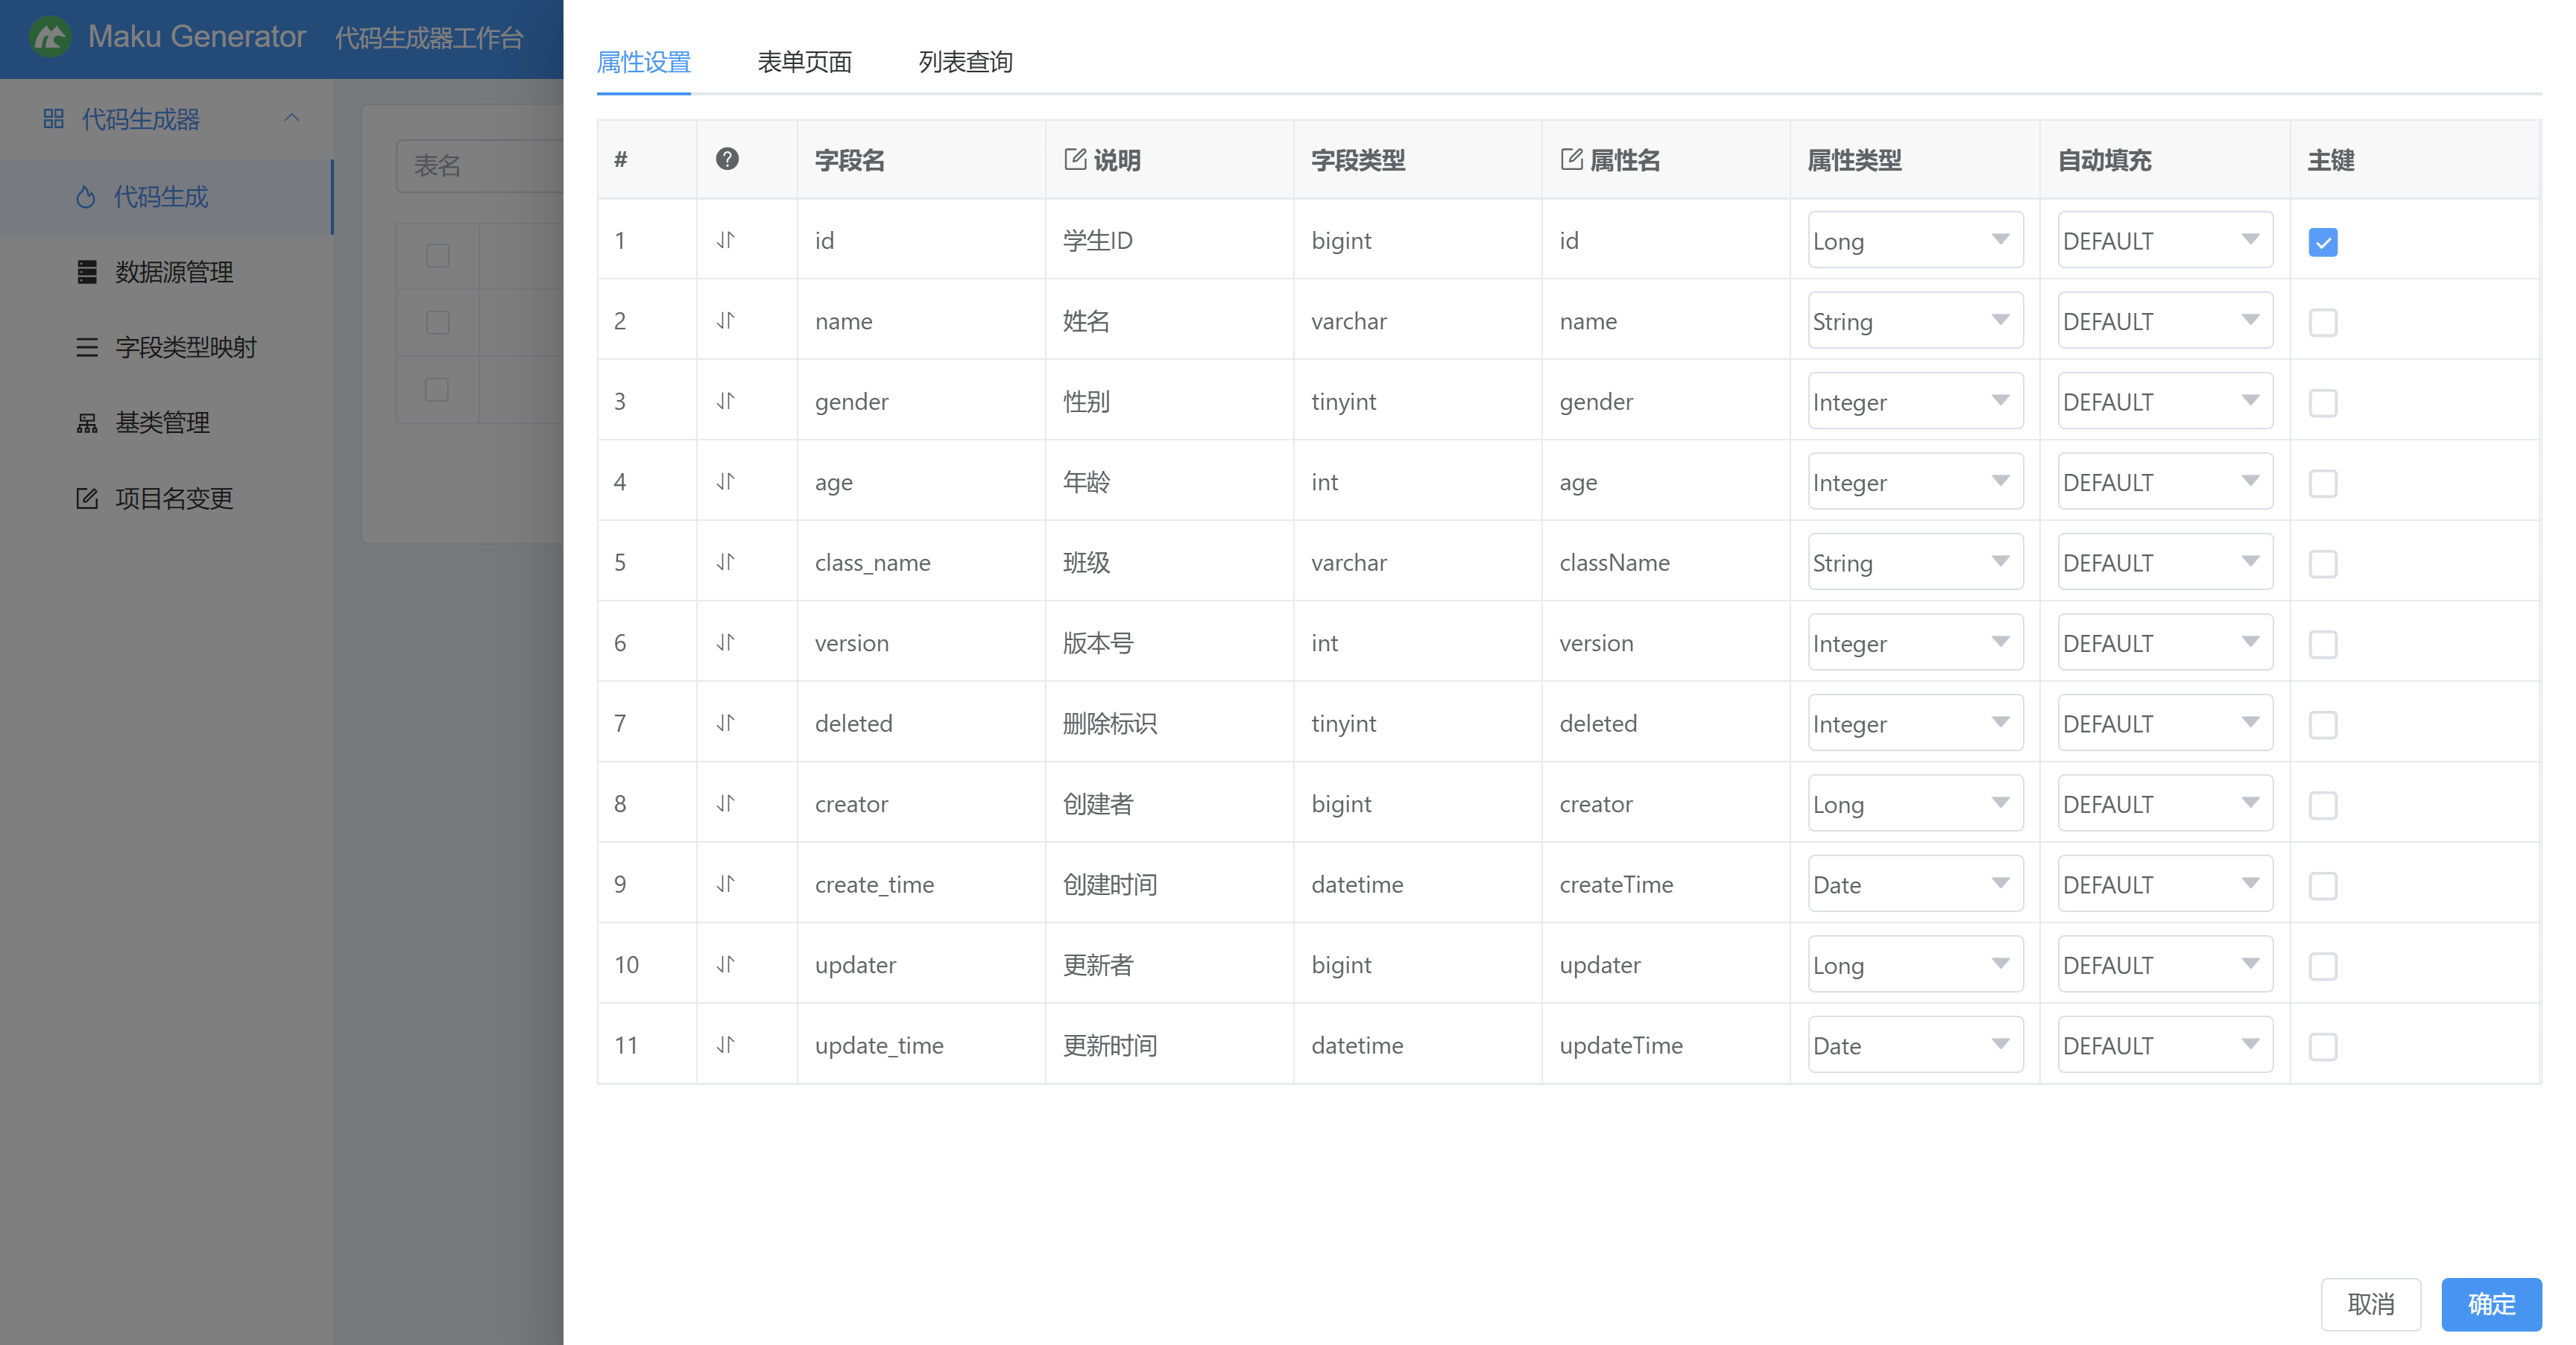 Maku Generator 代码生成器工作台
代码生成器
代码生成
数据源管理
字段类型映射
基类管理
项目名变更
表名
属性设置 表单页面 列表查询
# 字段名 说明 字段类型 属性名 属性类型 自动填充 主键
1 id 学生ID bigint id Long DEFAULT
2 name 姓名 varchar name String DEFAULT
3 gender 性别 tinyint gender Integer DEFAULT
4 age 年龄 int age Integer DEFAULT
5 class_name 班级 varchar className String DEFAULT
6 version 版本号 int version Integer DEFAULT
7 deleted 删除标识 tinyint deleted Integer DEFAULT
8 creator 创建者 bigint creator Long DEFAULT
9 create_time 创建时间 datetime createTime Date DEFAULT
10 updater 更新者 bigint updater Long DEFAULT
11 update_time 更新时间 datetime updateTime Date DEFAULT
取消 确定